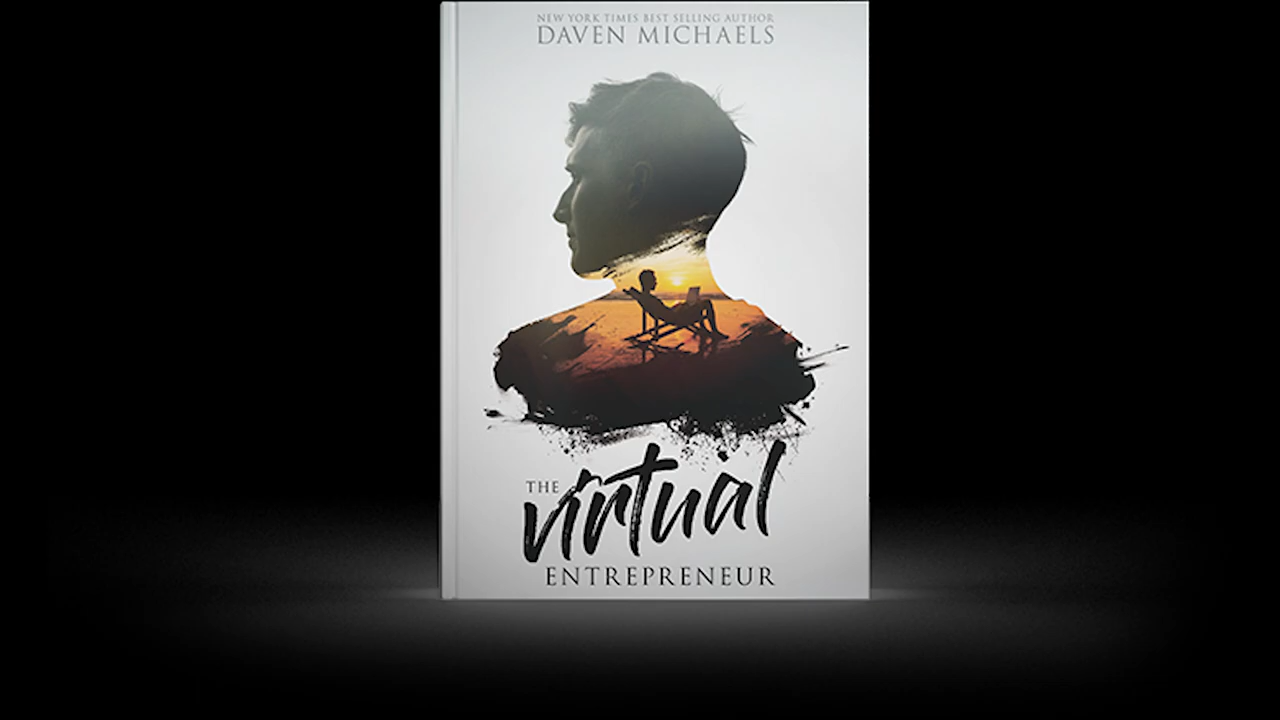 NEW YORK TIMES BEST SELLING AUTHOR
DAVEN MICHAELS
THE virtual
ENTREPRENEUR